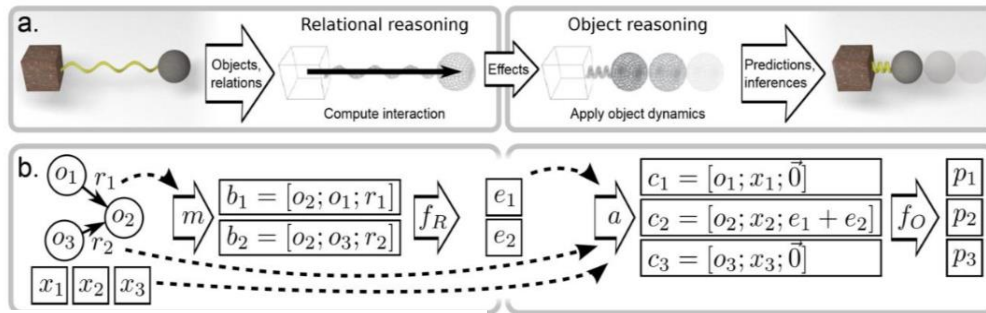 a.
Relational reasoning
Object reasoning
Objects,
relations
Compute interaction
Effects
Apply object dynamics
Predictions,
inferences
b.
o₁
r₁
o₂
o₃
r₂
x₁ x₂ x₃
m
b₁ = [o₂; o₁; r₁]
b₂ = [o₂; o₃; r₂]
f_R
e₁
e₂
a
c₁ = [o₁; x₁; 0⃗]
c₂ = [o₂; x₂; e₁ + e₂]
c₃ = [o₃; x₃; 0⃗]
f_O
p₁
p₂
p₃